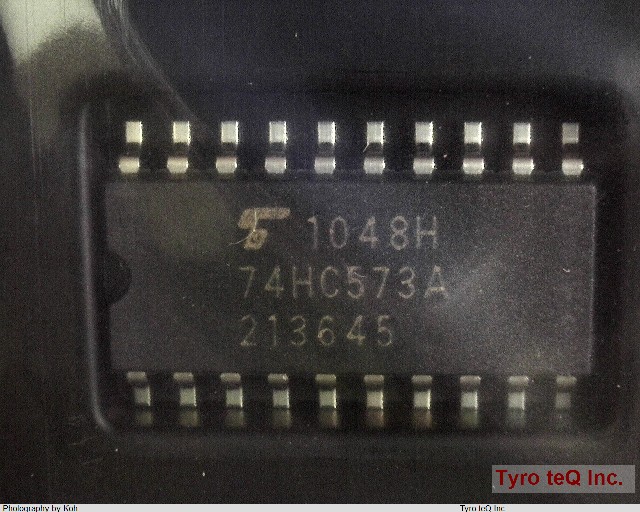 1048H
74HC573A
213645
Tyro teQ Inc.
Photography by Koh
Tyro teQ Inc